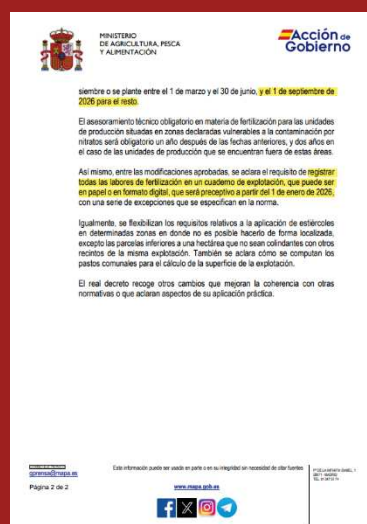 MINISTERIO
DE AGRICULTURA, PESCA
Y ALIMENTACIÓN
Acción de
Gobierno
siembre o se plante entre el 1 de marzo y el 30 de junio, y el 1 de septiembre de
2026 para el resto.
El asesoramiento técnico obligatorio en materia de fertilización para las unidades
de producción situadas en zonas declaradas vulnerables a la contaminación por
nitratos será obligatorio un año después de las fechas anteriores, y dos años en
el caso de las unidades de producción que se encuentran fuera de estas áreas.
Así mismo, entre las modificaciones aprobadas, se aclara el requisito de registrar
todas las labores de fertilización en un cuaderno de explotación, que puede ser
en papel o en formato digital, que será preceptivo a partir del 1 de enero de 2026,
con una serie de excepciones que se especifican en la norma.
Igualmente, se flexibilizan los requisitos relativos a la aplicación de estiércoles
en determinadas zonas en donde no es posible hacerlo de forma localizada,
excepto las parcelas inferiores a una hectárea que no sean colindantes con otros
recintos de la misma explotación. También se aclara cómo se computan los
pastos comunales para el cálculo de la superficie de la explotación.
El real decreto recoge otros cambios que mejoran la coherencia con otras
normativas o que aclaran aspectos de su aplicación práctica.
gprensa@mapa.es
Esta información puede ser usada en parte o en su integridad sin necesidad de citar fuentes
Página 2 de 2
www.mapa.gob.es